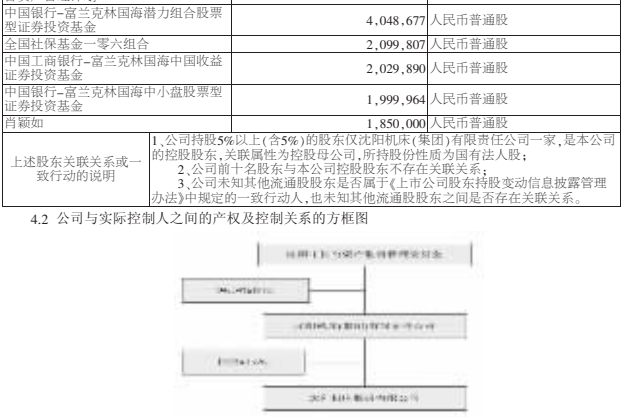 中国银行-富兰克林国海潜力组合股票
型证券投资基金
4,048,677 人民币普通股
全国社保基金一零六组合 2,099,807 人民币普通股
中国工商银行-富兰克林国海中国收益
证券投资基金
2,029,890 人民币普通股
中国银行-富兰克林国海中小盘股票型
证券投资基金
1,999,964 人民币普通股
肖颖如 1,850,000 人民币普通股
上述股东关联关系或一
致行动的说明
1、公司持股5%以上(含5%)的股东仅沈阳机床(集团)有限责任公司一家,是本公司
的控股股东,关联属性为控股母公司,所持股份性质为国有法人股;
2、公司前十名股东与本公司控股股东不存在关联关系;
3、公司未知其他流通股股东是否属于《上市公司股东持股变动信息披露管理
办法》中规定的一致行动人,也未知其他流通股股东之间是否存在关联关系。
4.2 公司与实际控制人之间的产权及控制关系的方框图